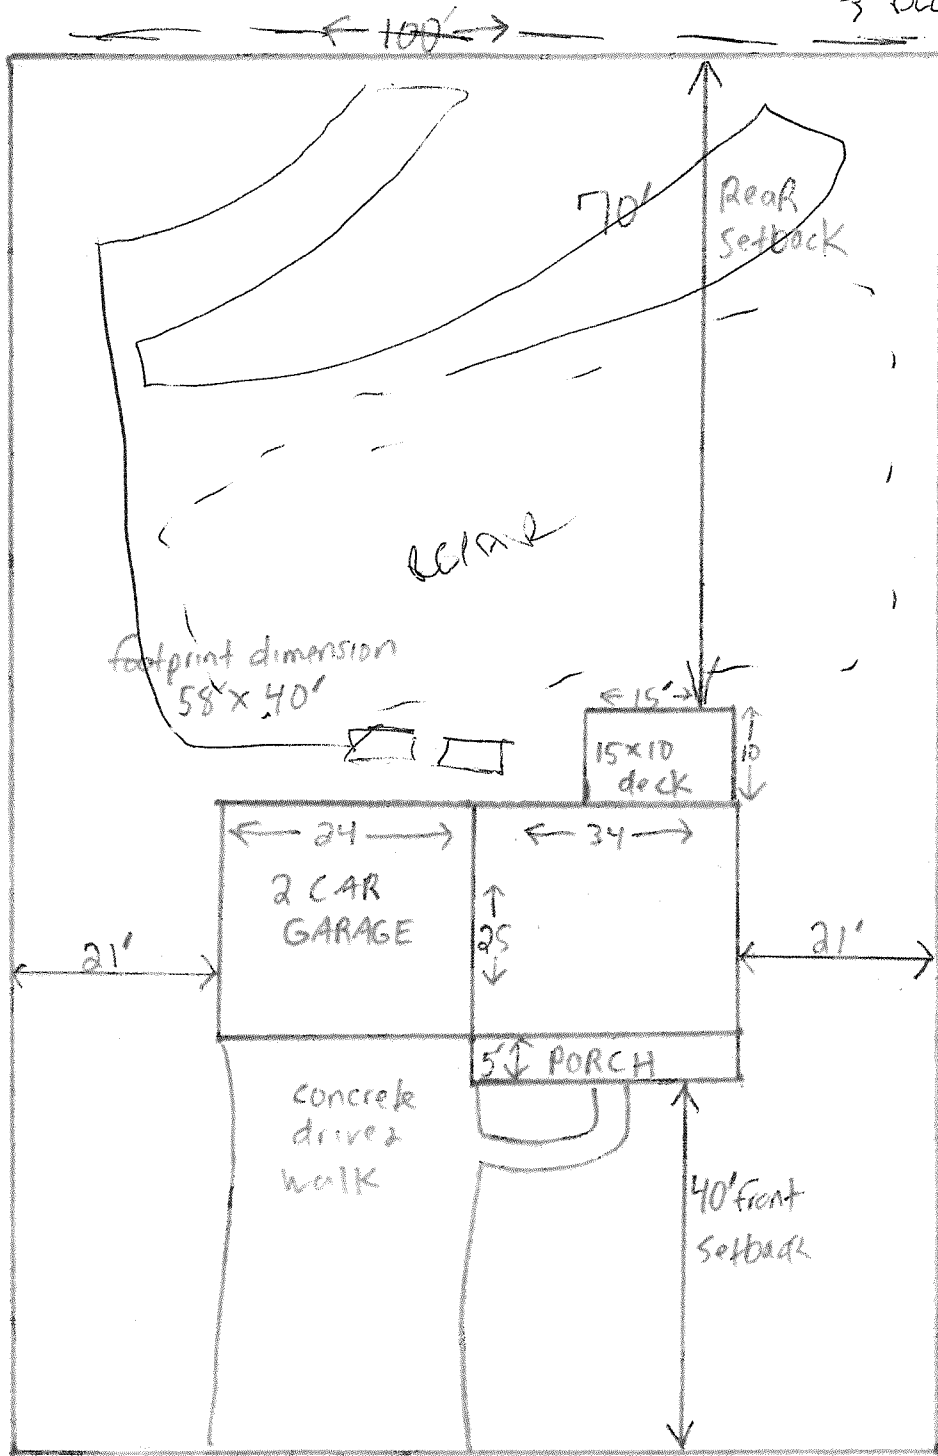 100'
70'
Rear
setback
REPAIR
footprint dimension
58' x 40'
15'
15x10
deck
10
24
34
2 CAR
GARAGE
25
21'
21'
5' PORCH
concrete
drive &
walk
40' front
setback